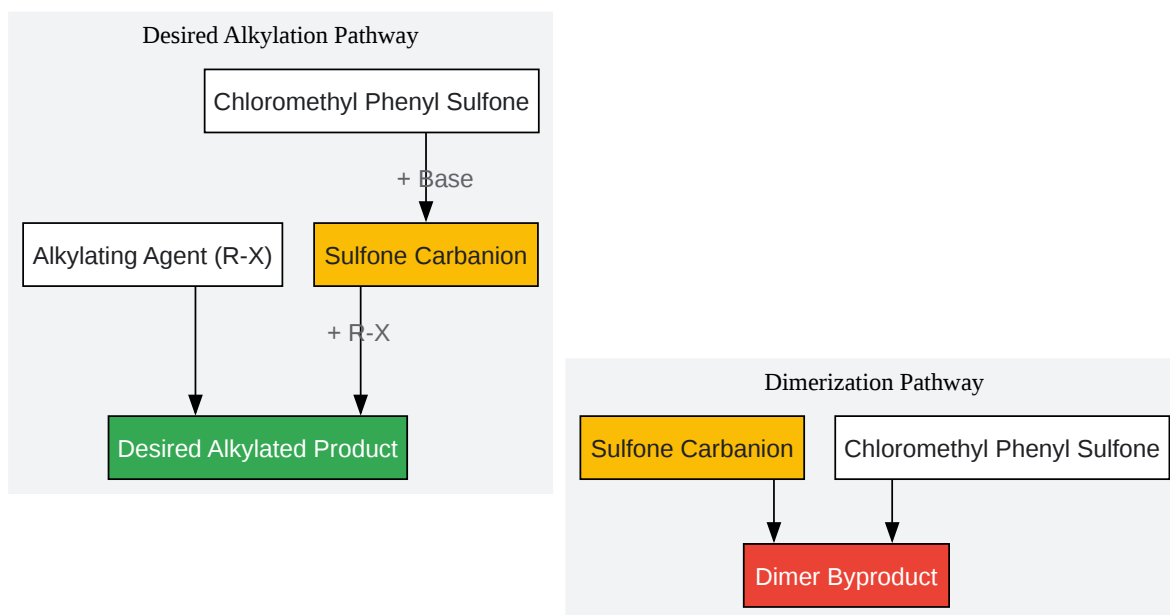 Desired Alkylation Pathway
Chloromethyl Phenyl Sulfone
+ Base
Alkylating Agent (R-X)
Sulfone Carbanion
+ R-X
Desired Alkylated Product
Dimerization Pathway
Sulfone Carbanion
Chloromethyl Phenyl Sulfone
Dimer Byproduct